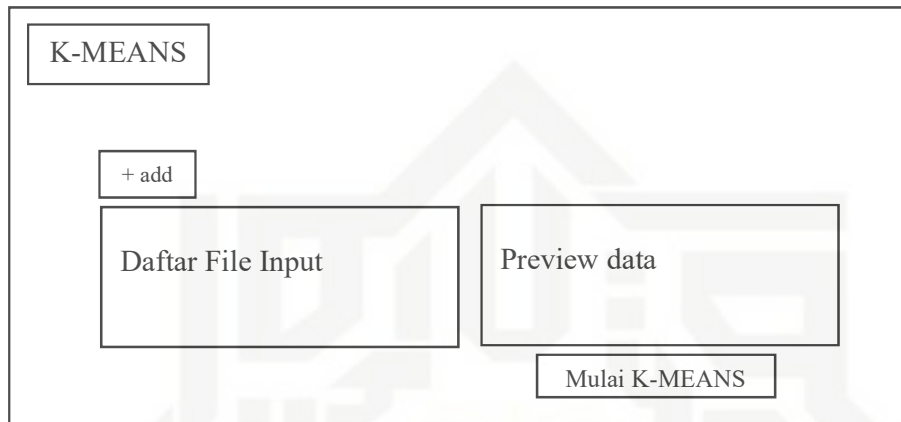 K-MEANS
+ add
Daftar File Input
Preview data
Mulai K-MEANS